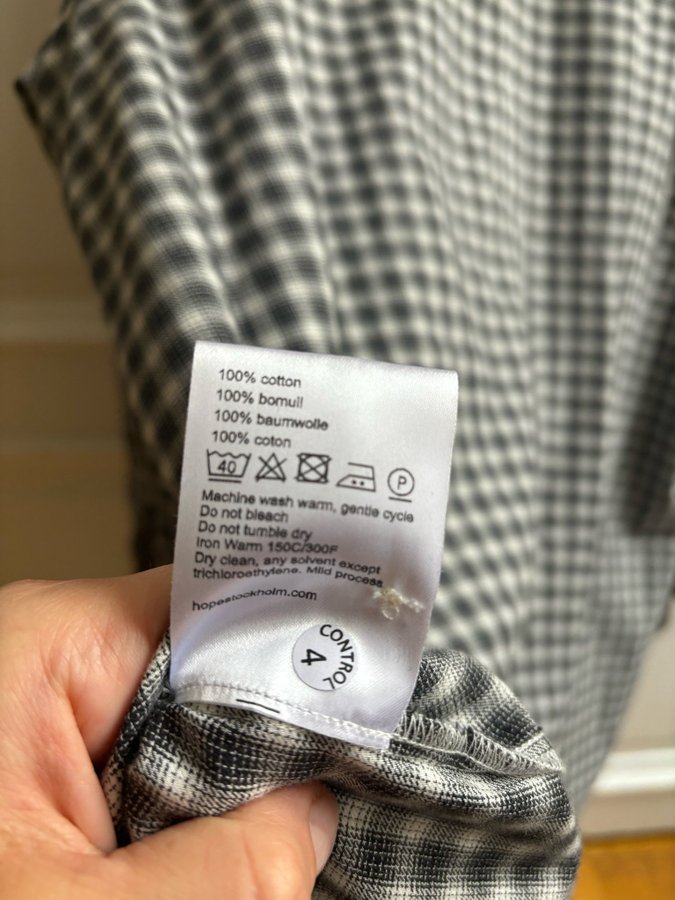 100% cotton
100% bomull
100% baumwolle
100% coton
40 P
Machine wash warm, gentle cycle
Do not bleach
Do not tumble dry
Iron Warm 150C/300F
Dry clean, any solvent except
trichloroethylene. Mild process
hopestockholm.com
CONTROL
4